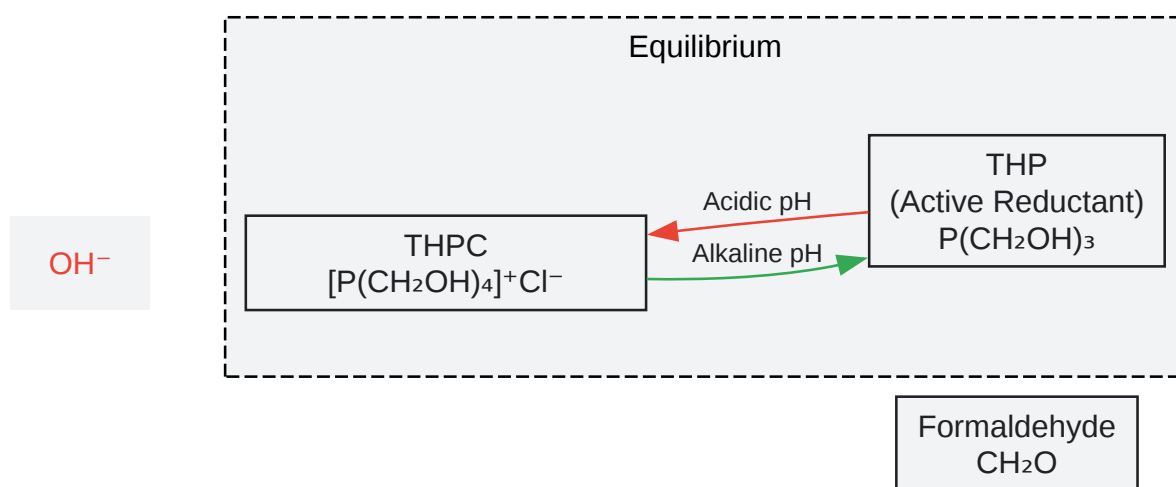 Equilibrium
OH⁻
THPC
[P(CH₂OH)₄]⁺Cl⁻
Acidic pH
Alkaline pH
THP
(Active Reductant)
P(CH₂OH)₃
Formaldehyde
CH₂O